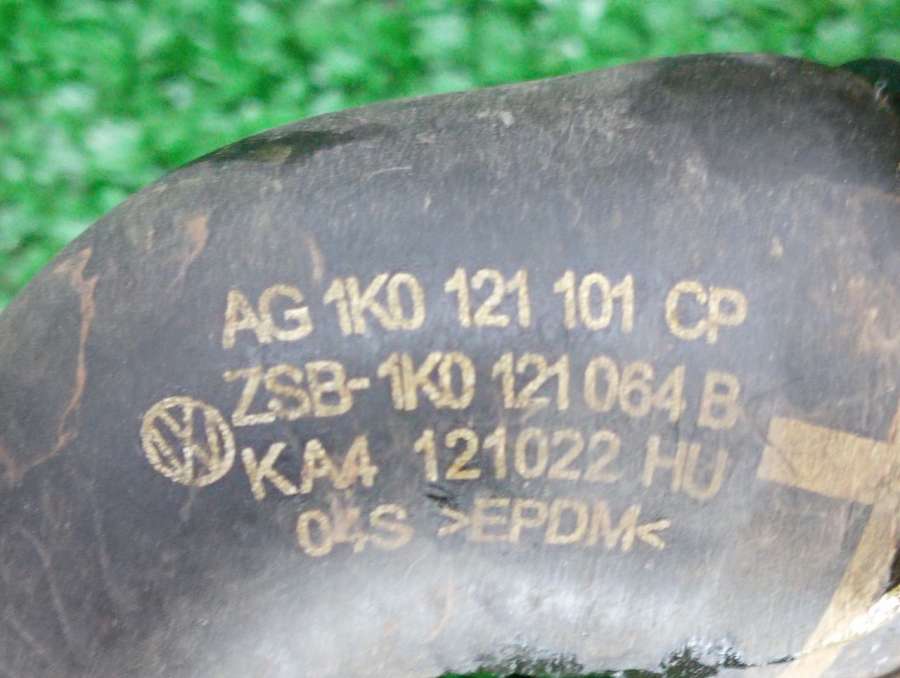 AG 1K0 121 101 CP
ZSB-1K0 121 064 B
KA4 121022 HU
04S >EPDM<